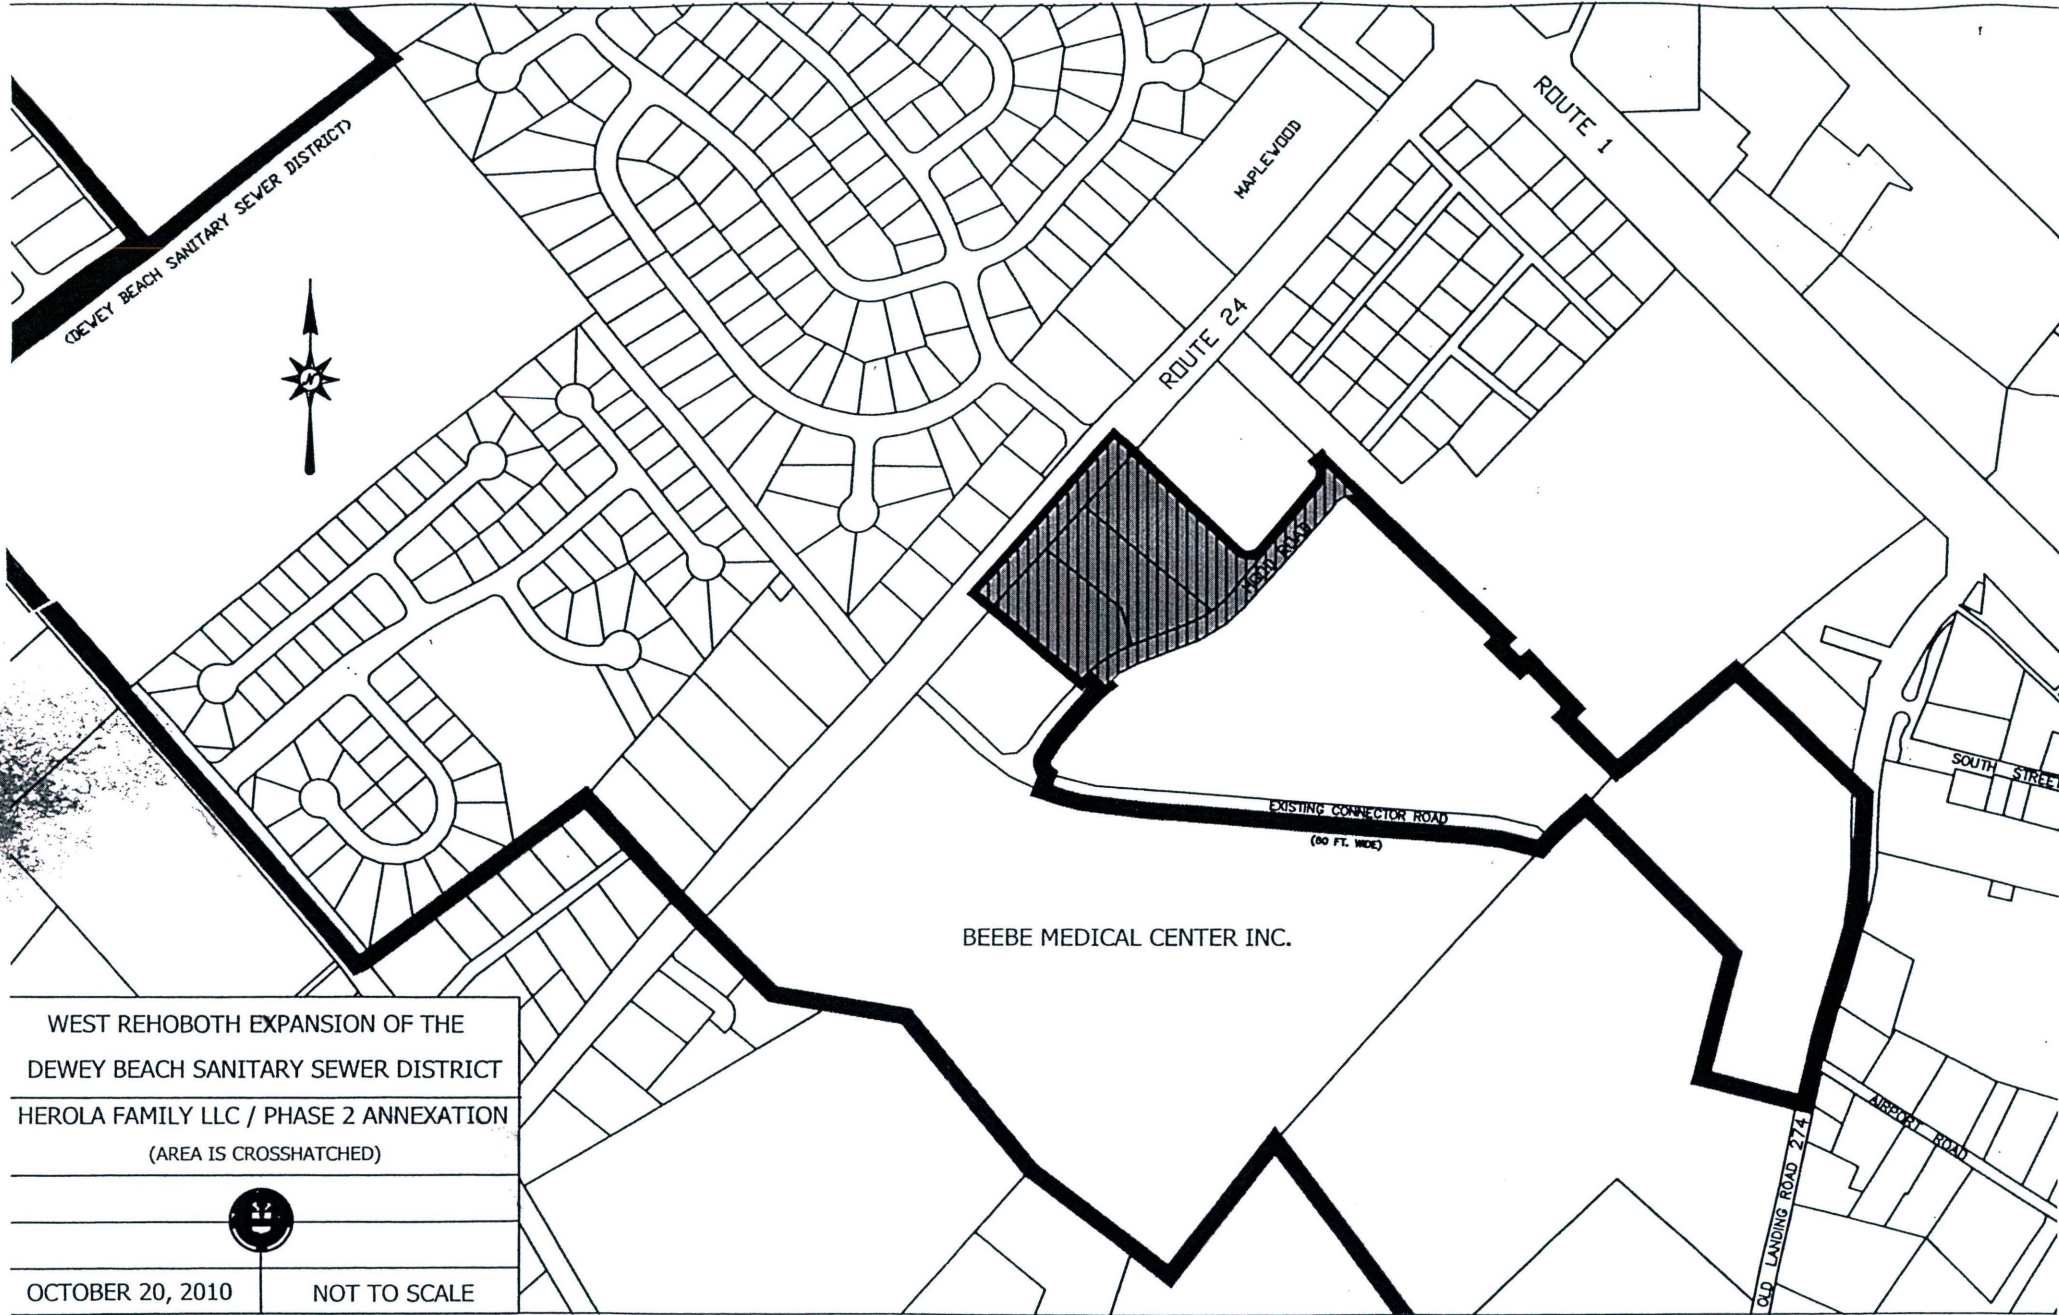 ROUTE 1
MAPLEWOOD
(DEWEY BEACH SANITARY SEWER DISTRICT)
N
ROUTE 24
ROAD
SOUTH STREET
EXISTING CONNECTOR ROAD
(80 FT. WIDE)
BEEBE MEDICAL CENTER INC.
AIRPORT ROAD
OLD LANDING ROAD 274
WEST REHOBOTH EXPANSION OF THE
DEWEY BEACH SANITARY SEWER DISTRICT
HEROLA FAMILY LLC / PHASE 2 ANNEXATION
(AREA IS CROSSHATCHED)
OCTOBER 20, 2010
NOT TO SCALE